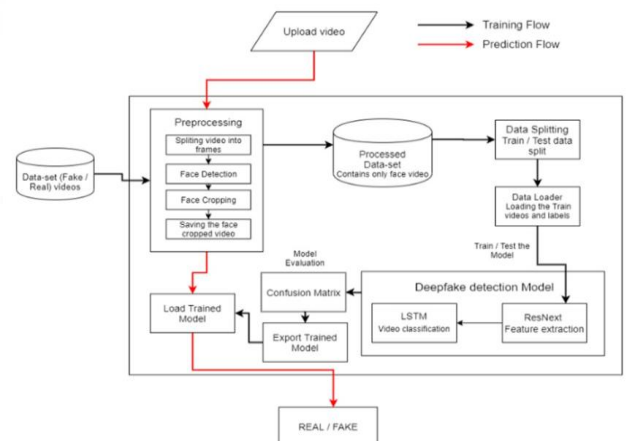 Upload video
Training Flow
Prediction Flow
Preprocessing
Spliting video into
frames
Face Detection
Face Cropping
Saving the face
cropped video
Data-set (Fake /
Real) videos
Processed
Data-set
Contains only face video
Data Splitting
Train / Test data
split
Data Loader
Loading the Train
videos and labels
Train / Test the
Model
Model
Evaluation
Deepfake detection Model
Confusion Matrix
LSTM
Video classification
ResNext
Feature extraction
Load Trained
Model
Export Trained
Model
REAL / FAKE